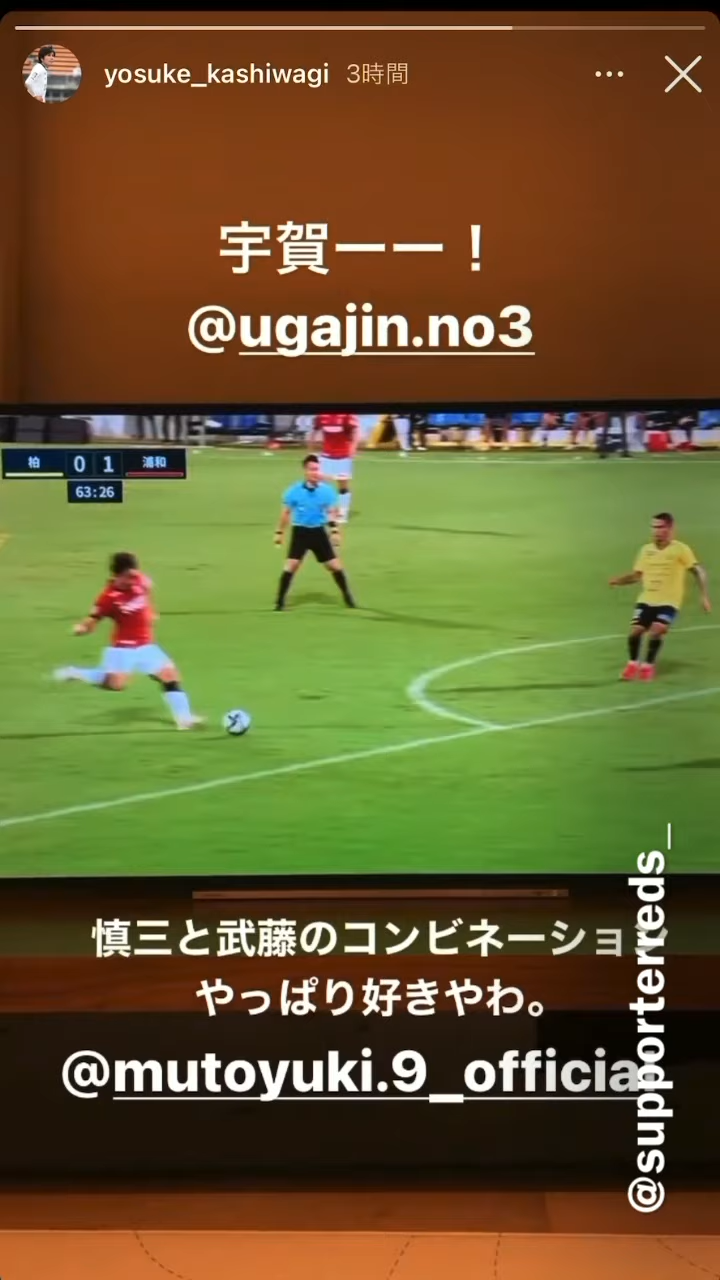 yosuke_kashiwagi 3時間
宇賀ーー！
@ugajin.no3
柏 0 1 浦和
63:26
慎三と武藤のコンビネーション
やっぱり好きやわ。
@mutoyuki.9_official
@supporterreds_